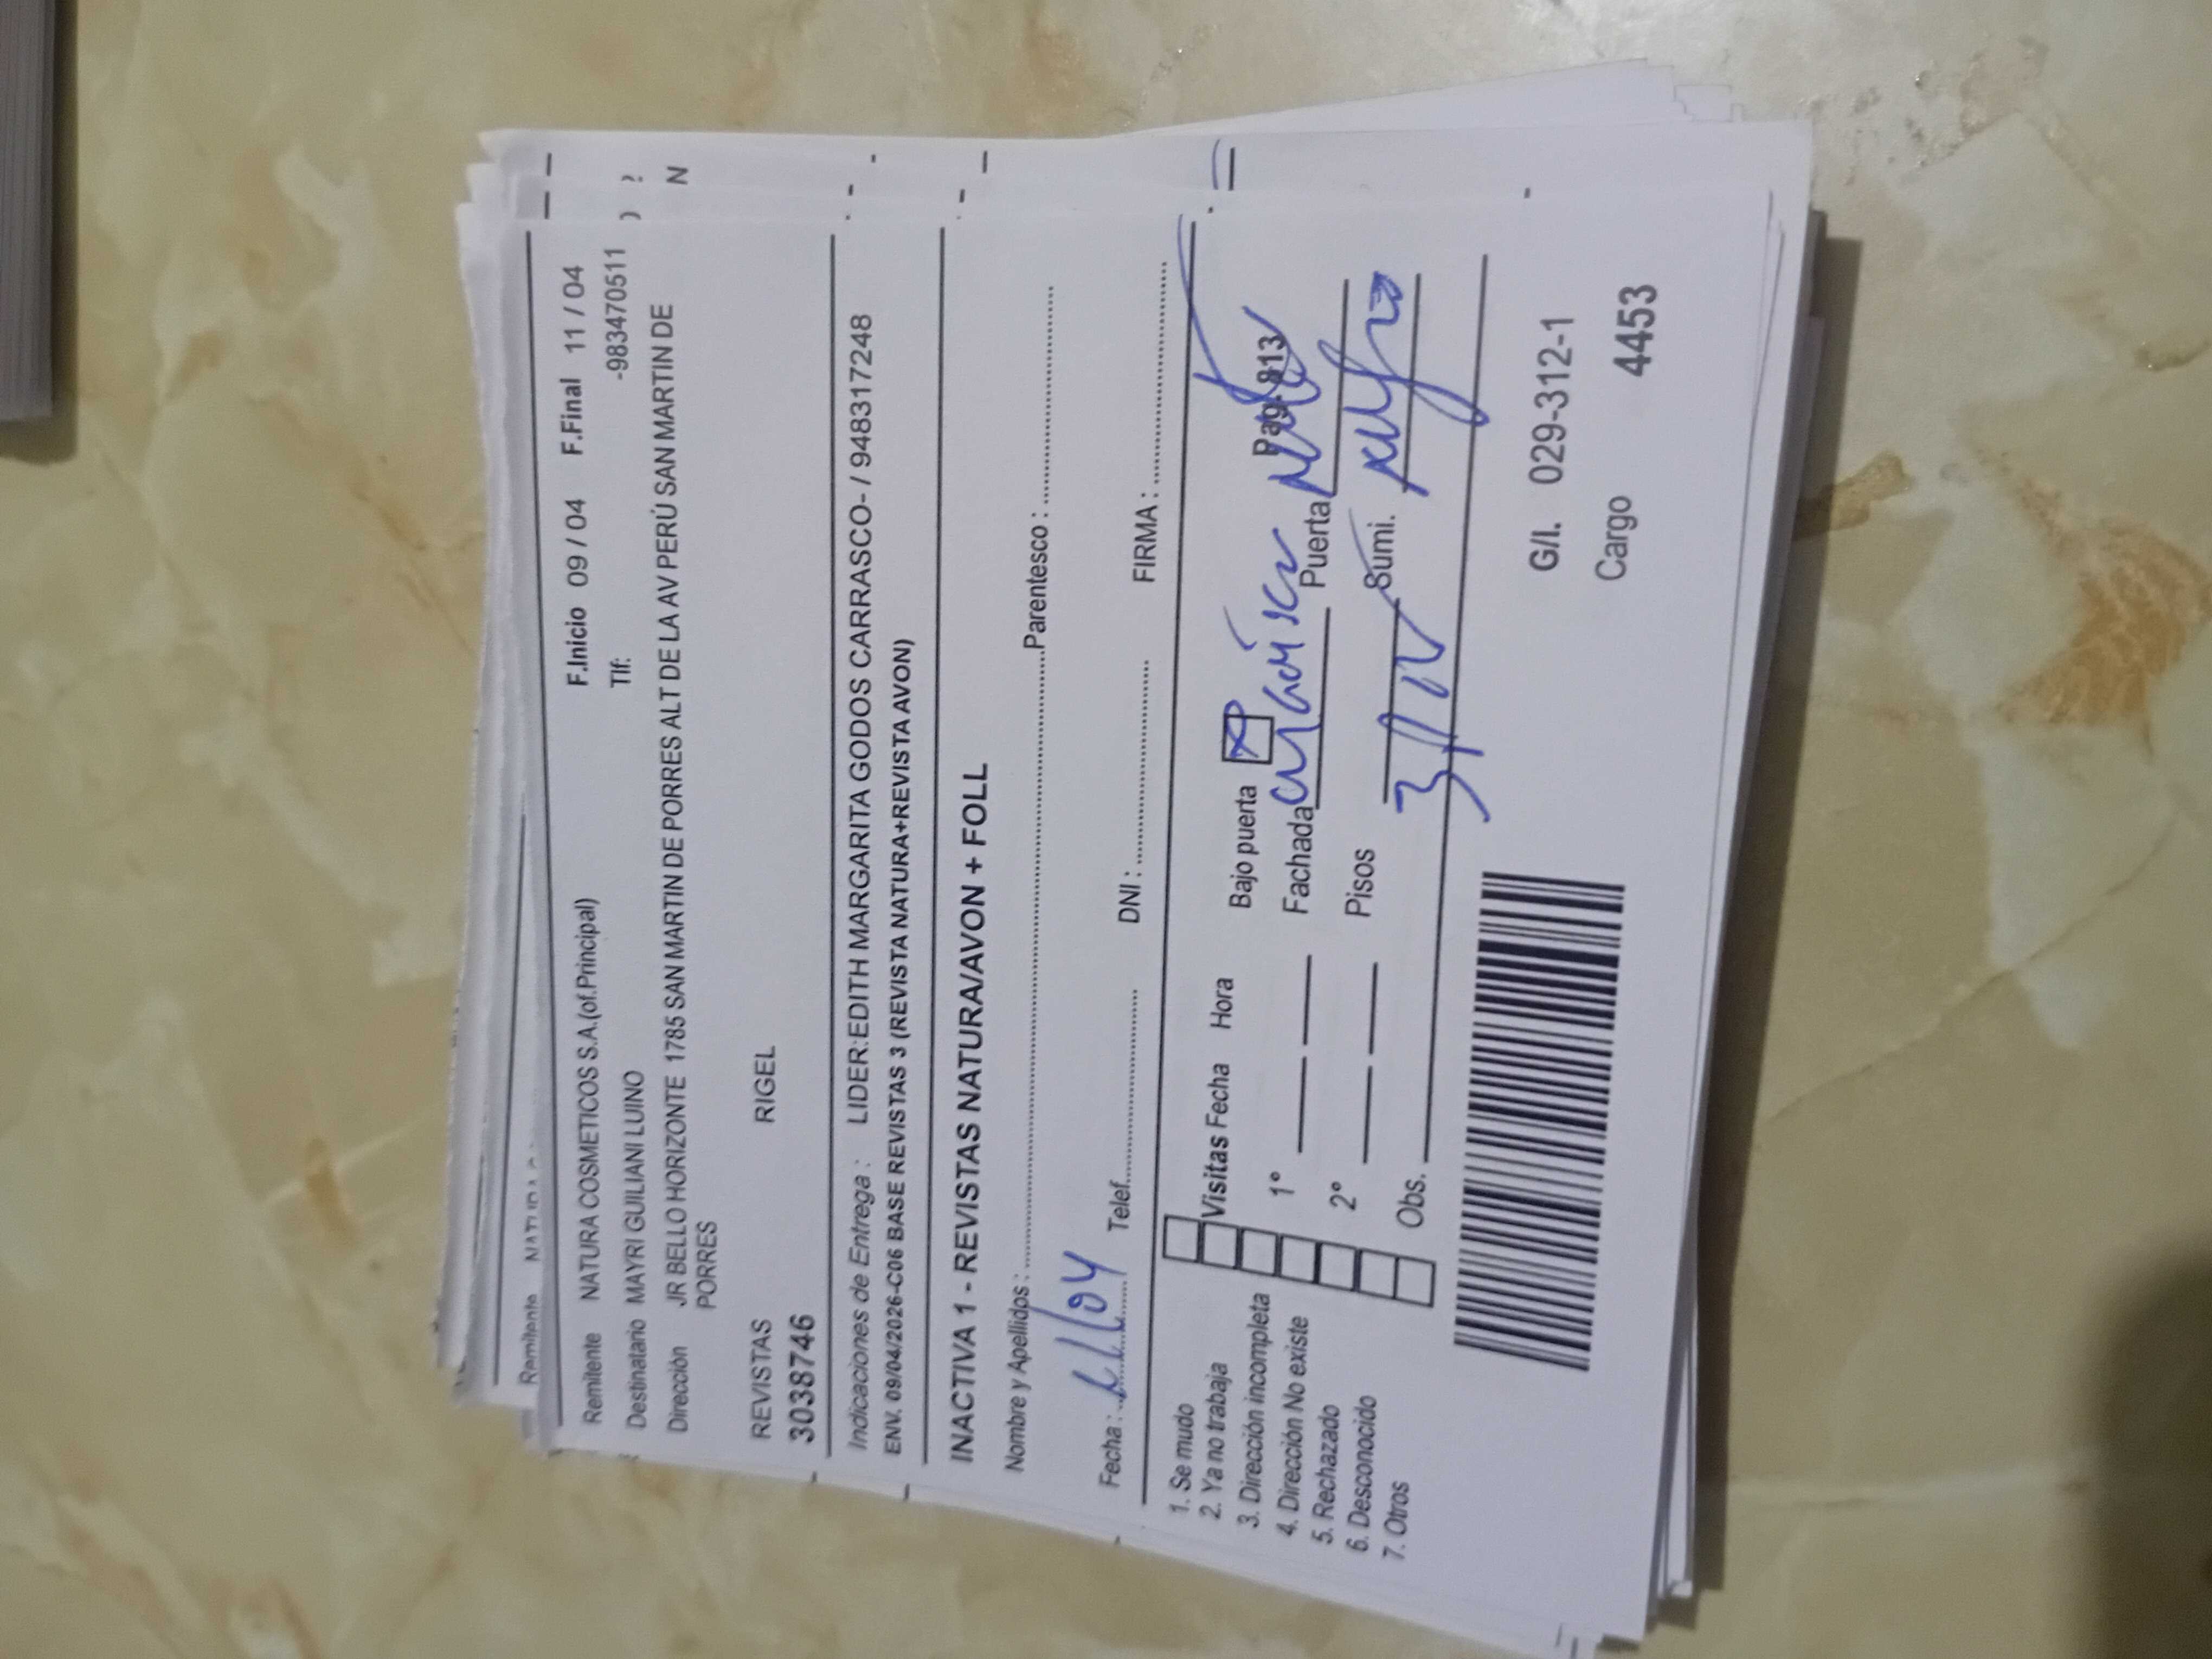 Remitente
Remitente NATURA COSMETICOS S.A.(of.Principal) F.Inicio 09 / 04 F.Final 11 / 04
Destinatario MAYRI GUILIANI LUINO Tlf: -983470511
Dirección JR BELLO HORIZONTE 1785 SAN MARTIN DE PORRES ALT DE LA AV PERÚ SAN MARTIN DE
PORRES
REVISTAS RIGEL
3038746
Indicaciones de Entrega : LIDER:EDITH MARGARITA GODOS CARRASCO- / 948317248
ENV. 09/04/2026-C06 BASE REVISTAS 3 (REVISTA NATURA+REVISTA AVON)
INACTIVA 1 - REVISTAS NATURA/AVON + FOLL
Nombre y Apellidos : Parentesco :
Fecha : Telef. DNI : FIRMA :
1. Se mudo
2. Ya no trabaja
3. Dirección incompleta
4. Dirección No existe
5. Rechazado
6. Desconocido
7. Otros
Visitas Fecha Hora
1°
2°
Obs.
Bajo puerta Pag- 813
Fachada Puerta
Pisos Sumi.
G/I. 029-312-1
Cargo 4453